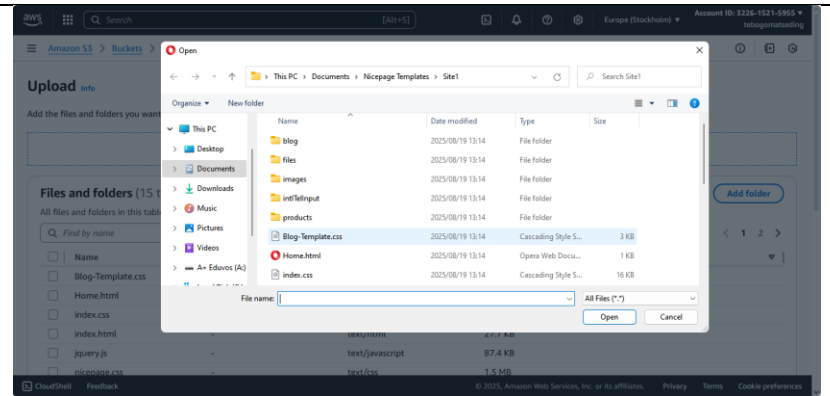 aws Search [Alt+S] Europe (Stockholm) Account ID: 3226-1521-5955
tebogomatseding
Amazon S3 > Buckets >
Upload Info
Add the files and folders you want
Files and folders (15 t
All files and folders in this tabl
Find by name
Add folder
1 2
Name
Blog-Template.css
Home.html
index.css
index.html - text/html 27.7 KB
jquery.js - text/javascript 87.4 KB
nicepage.css - text/css 1.5 MB
CloudShell Feedback © 2025, Amazon Web Services, Inc. or its affiliates. Privacy Terms Cookie preferences
Open
This PC > Documents > Nicepage Templates > Site1 Search Site1
Organize New folder
This PC
Desktop
Documents
Downloads
Music
Pictures
Videos
A+ Eduvos (A:)
Name Date modified Type Size
blog 2025/08/19 13:14 File folder
files 2025/08/19 13:14 File folder
images 2025/08/19 13:14 File folder
intlTelInput 2025/08/19 13:14 File folder
products 2025/08/19 13:14 File folder
Blog-Template.css 2025/08/19 13:14 Cascading Style S... 3 KB
Home.html 2025/08/19 13:14 Opera Web Docu... 1 KB
index.css 2025/08/19 13:14 Cascading Style S... 16 KB
File name: All Files (*.*)
Open Cancel